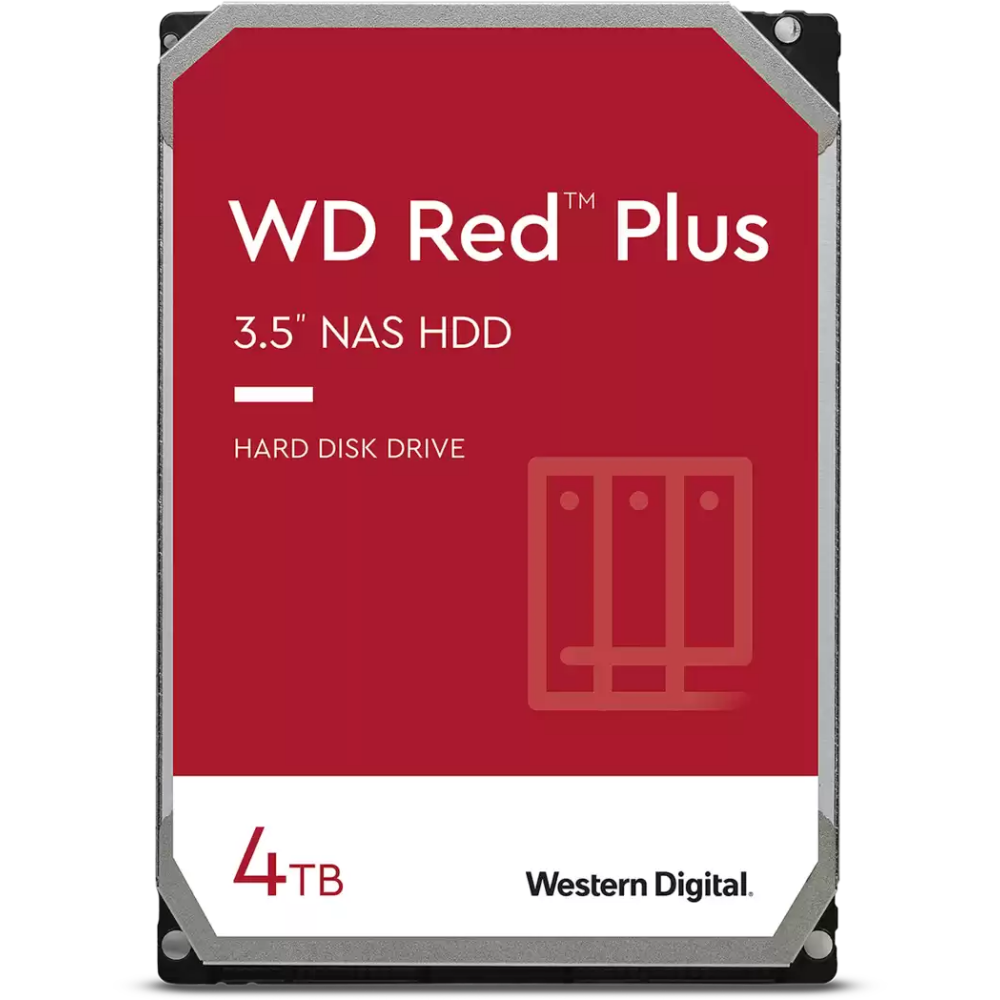 WD Red™ Plus
3.5" NAS HDD
HARD DISK DRIVE
4TB
Western Digital.